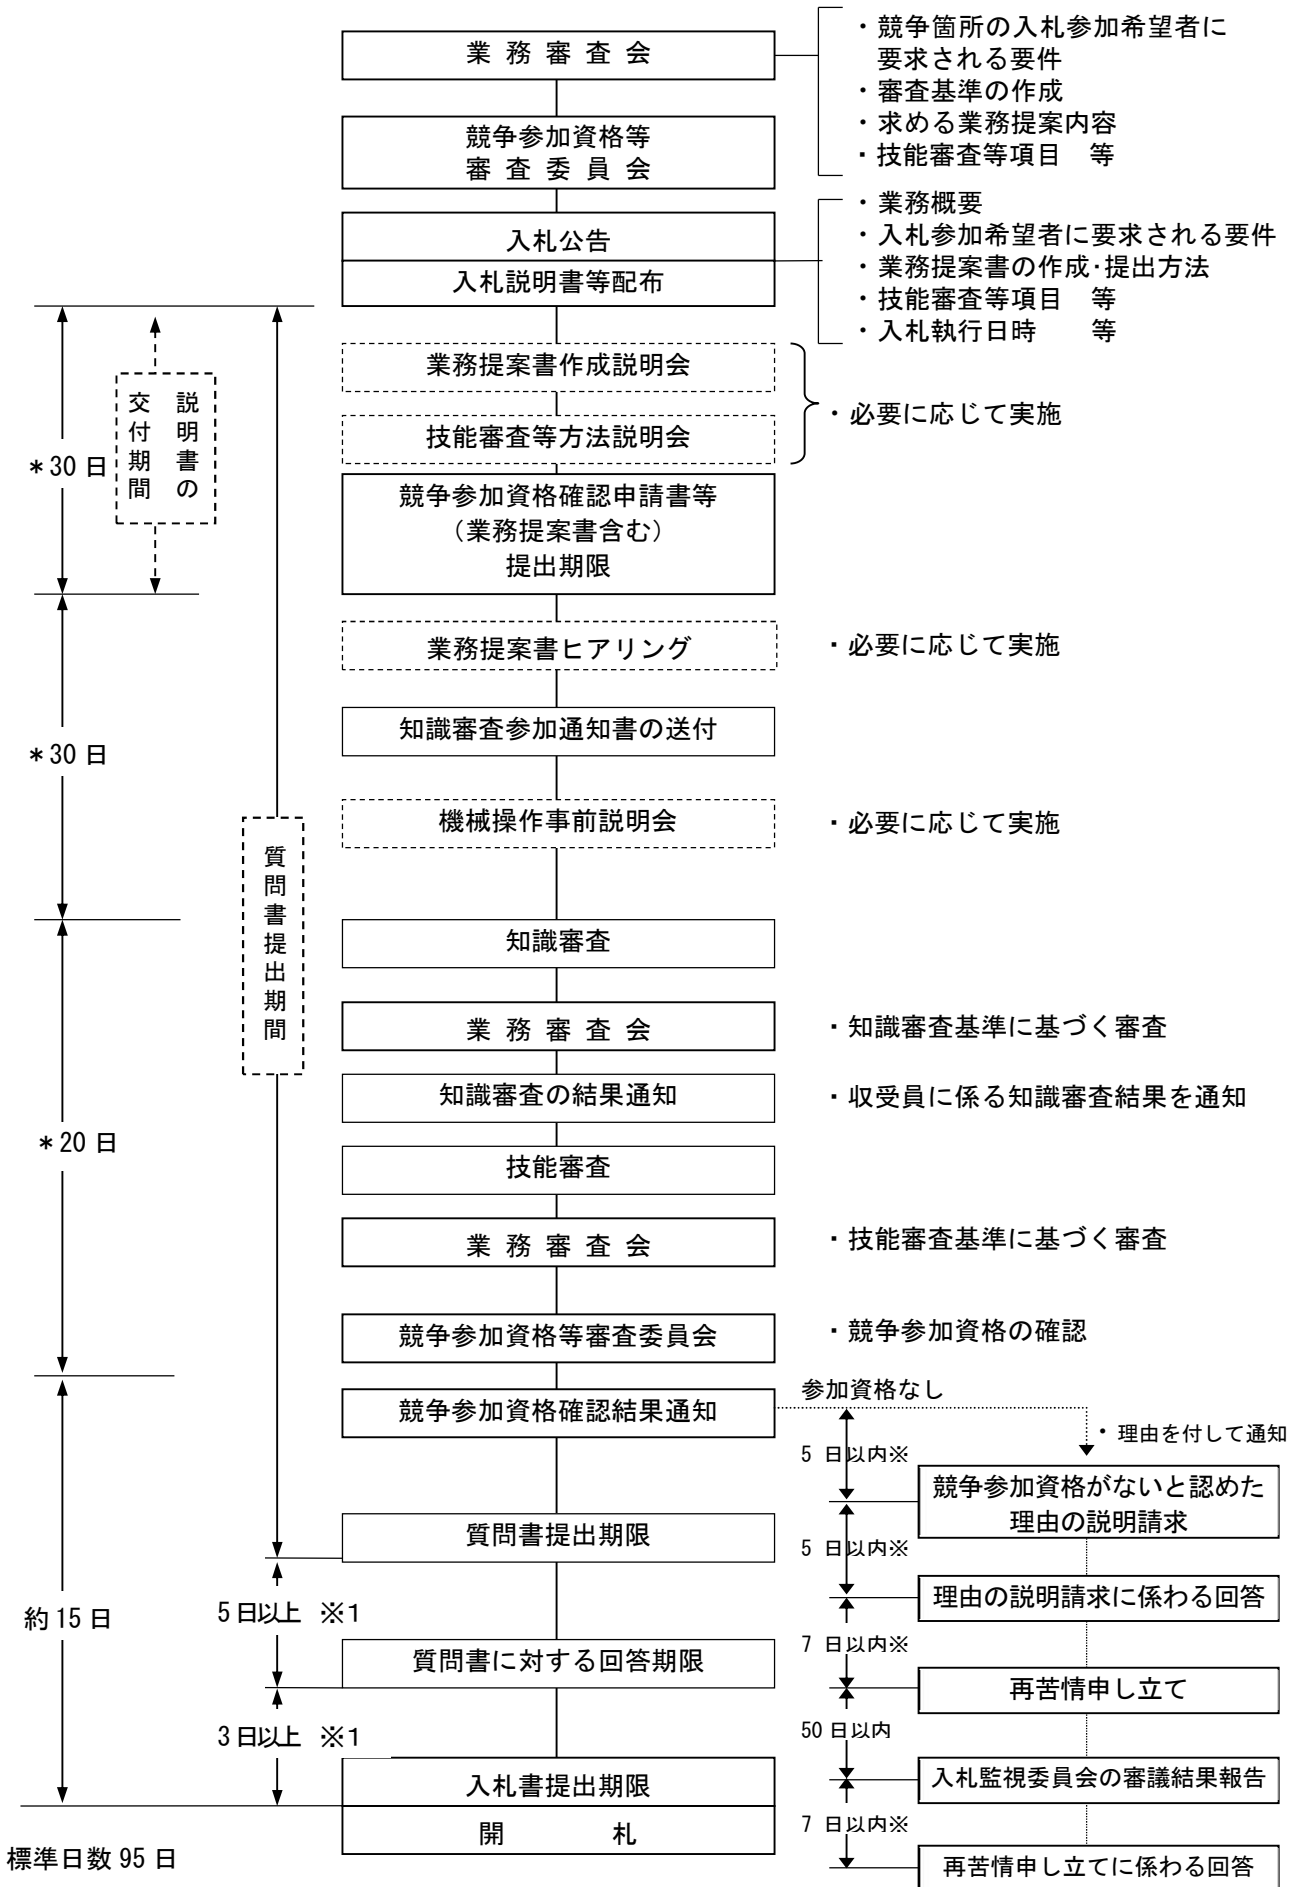 業務審査会
・競争箇所の入札参加希望者に
要求される要件
・審査基準の作成
・求める業務提案内容
・技能審査等項目　等
競争参加資格等
審査委員会
入札公告
入札説明書等配布
・業務概要
・入札参加希望者に要求される要件
・業務提案書の作成･提出方法
・技能審査等項目　等
・入札執行日時　　等
業務提案書作成説明会
技能審査等方法説明会
・必要に応じて実施
説明書の
交付期間
＊30日
競争参加資格確認申請書等
（業務提案書含む）
提出期限
業務提案書ヒアリング
・必要に応じて実施
知識審査参加通知書の送付
＊30日
機械操作事前説明会
・必要に応じて実施
質問書提出期間
知識審査
業務審査会
・知識審査基準に基づく審査
知識審査の結果通知
・収受員に係る知識審査結果を通知
＊20日
技能審査
業務審査会
・技能審査基準に基づく審査
競争参加資格等審査委員会
・競争参加資格の確認
競争参加資格確認結果通知
参加資格なし
・理由を付して通知
5 日以内※
競争参加資格がないと認めた
理由の説明請求
質問書提出期限
5 日以内※
理由の説明請求に係わる回答
約15日
5日以上 ※1
7 日以内※
質問書に対する回答期限
再苦情申し立て
3日以上 ※1
50日以内
入札書提出期限
入札監視委員会の審議結果報告
開　　札
7 日以内※
再苦情申し立てに係わる回答
標準日数95日